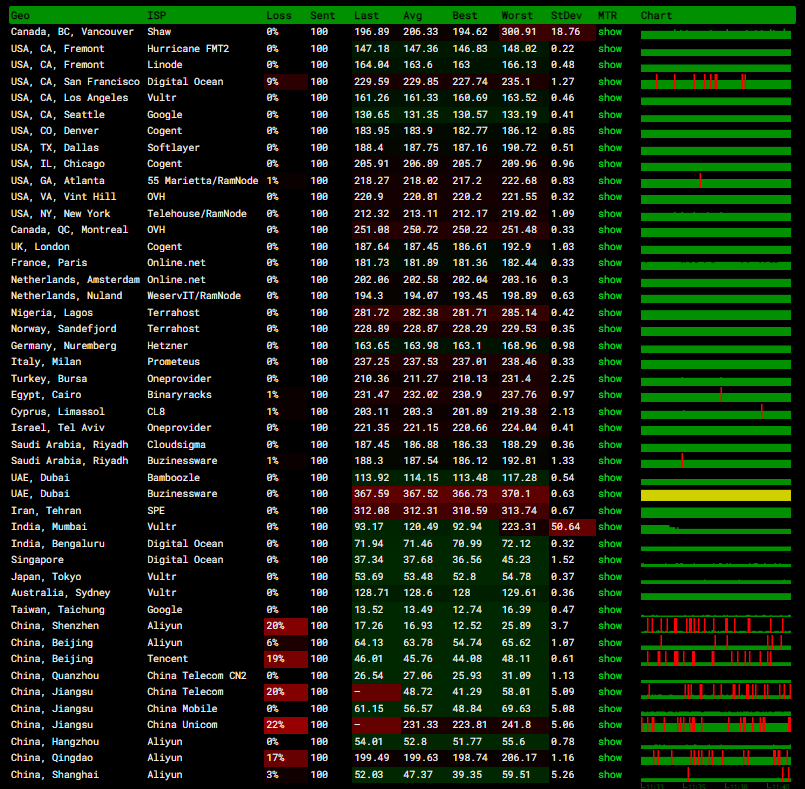 Geo ISP Loss Sent Last Avg Best Worst StDev MTR Chart
Canada, BC, Vancouver Shaw 0% 100 196.89 206.33 194.62 300.91 18.76 show
USA, CA, Fremont Hurricane FMT2 0% 100 147.18 147.36 146.83 148.02 0.22 show
USA, CA, Fremont Linode 0% 100 164.04 163.6 163 166.13 0.48 show
USA, CA, San Francisco Digital Ocean 9% 100 229.59 229.85 227.74 235.1 1.27 show
USA, CA, Los Angeles Vultr 0% 100 161.26 161.33 160.69 163.52 0.46 show
USA, CA, Seattle Google 0% 100 130.65 131.35 130.57 133.19 0.41 show
USA, CO, Denver Cogent 0% 100 183.95 183.9 182.77 186.12 0.85 show
USA, TX, Dallas Softlayer 0% 100 188.4 187.75 187.16 190.72 0.51 show
USA, IL, Chicago Cogent 0% 100 205.91 206.89 205.7 209.96 0.96 show
USA, GA, Atlanta 55 Marietta/RamNode 1% 100 218.27 218.02 217.2 222.68 0.83 show
USA, VA, Vint Hill OVH 0% 100 220.9 220.81 220.2 221.55 0.32 show
USA, NY, New York Telehouse/RamNode 0% 100 212.32 213.11 212.17 219.02 1.09 show
Canada, QC, Montreal OVH 0% 100 251.08 250.72 250.22 251.48 0.33 show
UK, London Cogent 0% 100 187.64 187.45 186.61 192.9 1.03 show
France, Paris Online.net 0% 100 181.73 181.89 181.36 182.44 0.33 show
Netherlands, Amsterdam Online.net 0% 100 202.06 202.58 202.04 203.16 0.3 show
Netherlands, Nuland WeservIT/RamNode 0% 100 194.3 194.07 193.45 198.89 0.63 show
Nigeria, Lagos Terrahost 0% 100 281.72 282.38 281.71 285.14 0.42 show
Norway, Sandefjord Terrahost 0% 100 228.89 228.87 228.29 229.53 0.35 show
Germany, Nuremberg Hetzner 0% 100 163.65 163.98 163.1 168.96 0.98 show
Italy, Milan Prometeus 0% 100 237.25 237.53 237.01 238.46 0.33 show
Turkey, Bursa Oneprovider 0% 100 210.36 211.27 210.13 231.4 2.25 show
Egypt, Cairo Binaryracks 1% 100 231.47 232.02 230.9 237.76 0.97 show
Cyprus, Limassol CL8 1% 100 203.11 203.3 201.89 219.38 2.13 show
Israel, Tel Aviv Oneprovider 0% 100 221.35 221.15 220.66 224.04 0.41 show
Saudi Arabia, Riyadh Cloudsigma 0% 100 187.45 186.88 186.33 188.29 0.36 show
Saudi Arabia, Riyadh Buzinessware 1% 100 188.3 187.54 186.12 192.81 1.33 show
UAE, Dubai Bamboozle 0% 100 113.92 114.15 113.48 117.28 0.54 show
UAE, Dubai Buzinessware 0% 100 367.59 367.52 366.73 370.1 0.63 show
Iran, Tehran SPE 0% 100 312.08 312.31 310.59 313.74 0.67 show
India, Mumbai Vultr 0% 100 93.17 120.49 92.94 223.31 50.64 show
India, Bengaluru Digital Ocean 0% 100 71.94 71.46 70.99 72.12 0.32 show
Singapore Digital Ocean 0% 100 37.34 37.68 36.56 45.23 1.52 show
Japan, Tokyo Vultr 0% 100 53.69 53.48 52.8 54.78 0.37 show
Australia, Sydney Vultr 0% 100 128.71 128.6 128 129.61 0.36 show
Taiwan, Taichung Google 0% 100 13.52 13.49 12.74 16.39 0.47 show
China, Shenzhen Aliyun 20% 100 17.26 16.93 12.52 25.89 3.7 show
China, Beijing Aliyun 6% 100 64.13 63.78 54.74 65.62 1.07 show
China, Beijing Tencent 19% 100 46.01 45.76 44.08 48.11 0.61 show
China, Quanzhou China Telecom CN2 0% 100 26.54 27.06 25.93 31.09 1.13 show
China, Jiangsu China Telecom 20% 100 – 48.72 41.29 58.01 5.09 show
China, Jiangsu China Mobile 0% 100 61.15 56.57 48.84 69.63 5.08 show
China, Jiangsu China Unicom 22% 100 – 231.33 223.81 241.8 5.06 show
China, Hangzhou Aliyun 0% 100 54.01 52.8 51.77 55.6 0.78 show
China, Qingdao Aliyun 17% 100 199.49 199.63 198.74 206.17 1.16 show
China, Shanghai Aliyun 3% 100 52.03 47.37 39.35 59.51 5.26 show